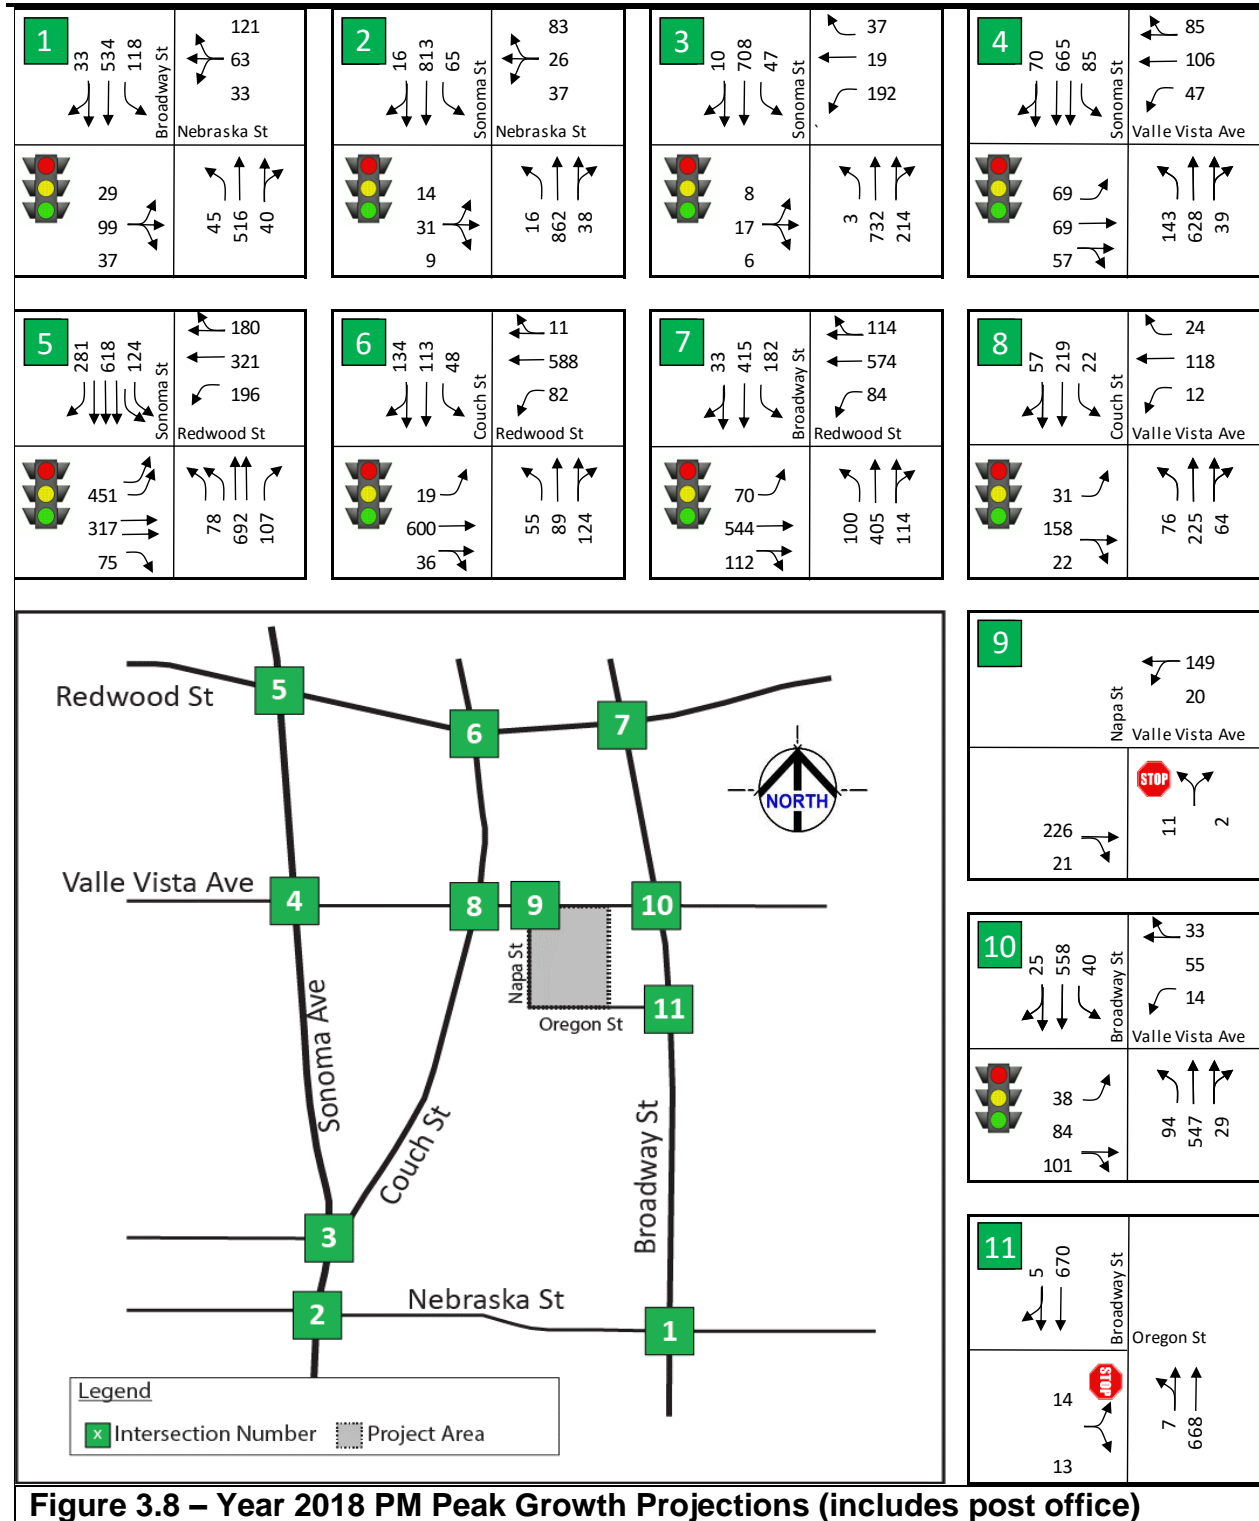 1
33 534 118
Broadway St
121
63
33
Nebraska St
29
99
37
45 516 40
2
16 813 65
Sonoma St
83
26
37
Nebraska St
14
31
9
16 862 38
3
10 708 47
Sonoma St
37
19
192
`
8
17
6
3 732 214
4
70 665 85
Sonoma St
85
106
47
Valle Vista Ave
69
69
57
143 628 39
5
281 618 124
Sonoma St
180
321
196
Redwood St
451
317
75
78 692 107
6
134 113 48
Couch St
11
588
82
Redwood St
19
600
36
55 89 124
7
33 415 182
Broadway St
114
574
84
Redwood St
70
544
112
100 405 114
8
57 219 22
Couch St
24
118
12
Valle Vista Ave
31
158
22
76 225 64
9
Napa St
149
20
Valle Vista Ave
226
21
STOP
11 2
10
25 558 40
Broadway St
33
55
14
Valle Vista Ave
38
84
101
94 547 29
11
5 670
Broadway St
Oregon St
14
13
STOP
7 668
Redwood St
5
6
7
NORTH
Valle Vista Ave
4
8
9
10
Napa St
11
Oregon St
Sonoma Ave
Couch St
Broadway St
3
2
Nebraska St
1
Legend
x Intersection Number Project Area
Figure 3.8 – Year 2018 PM Peak Growth Projections (includes post office)